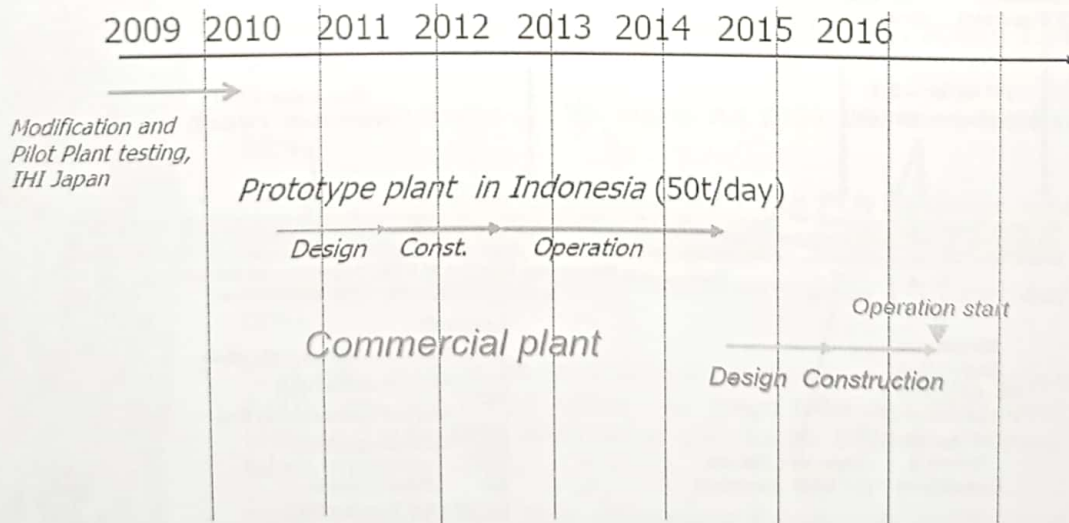 2009 2010 2011 2012 2013 2014 2015 2016
Modification and
Pilot Plant testing,
IHI Japan
Prototype plant in Indonesia (50t/day)
Design Const. Operation
Operation start
Commercial plant
Design Construction